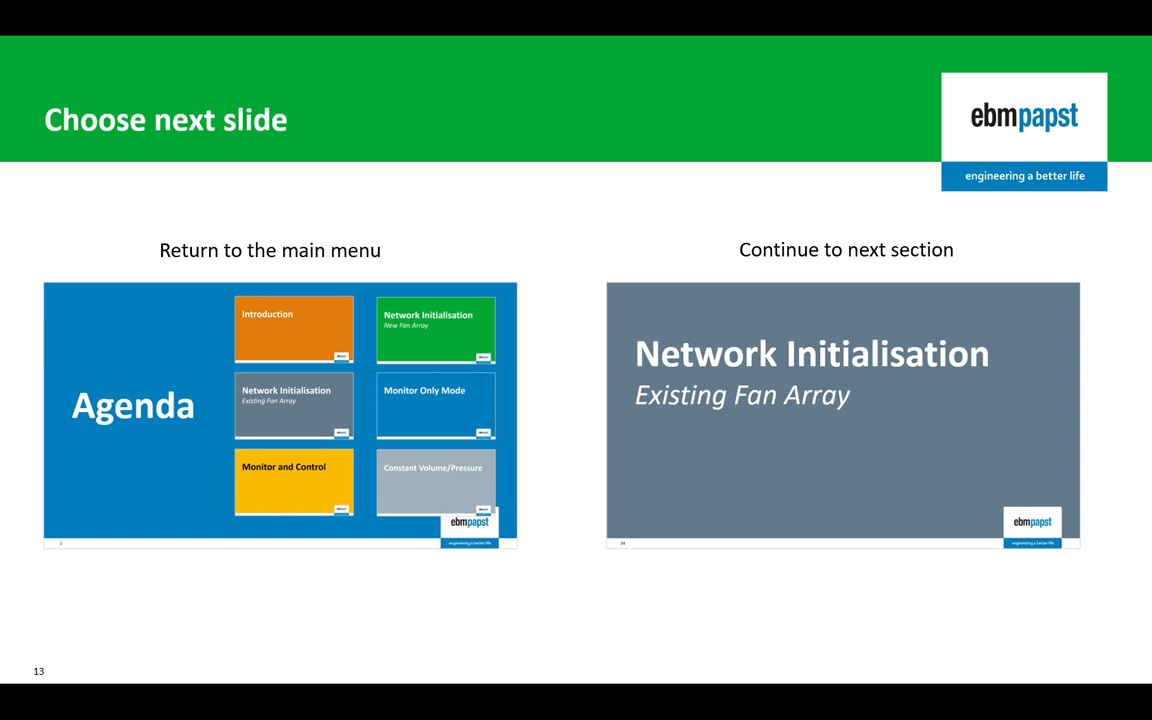 Choose next slide
ebmpapst
engineering a better life
Return to the main menu
Continue to next section
Agenda
Introduction
Network Initialisation
New Fan Array
Network Initialisation
Existing Fan Array
Monitor Only Mode
Monitor and Control
Constant Volume/Pressure
ebmpapst
engineering a better life
2
Network Initialisation
Existing Fan Array
ebmpapst
engineering a better life
13